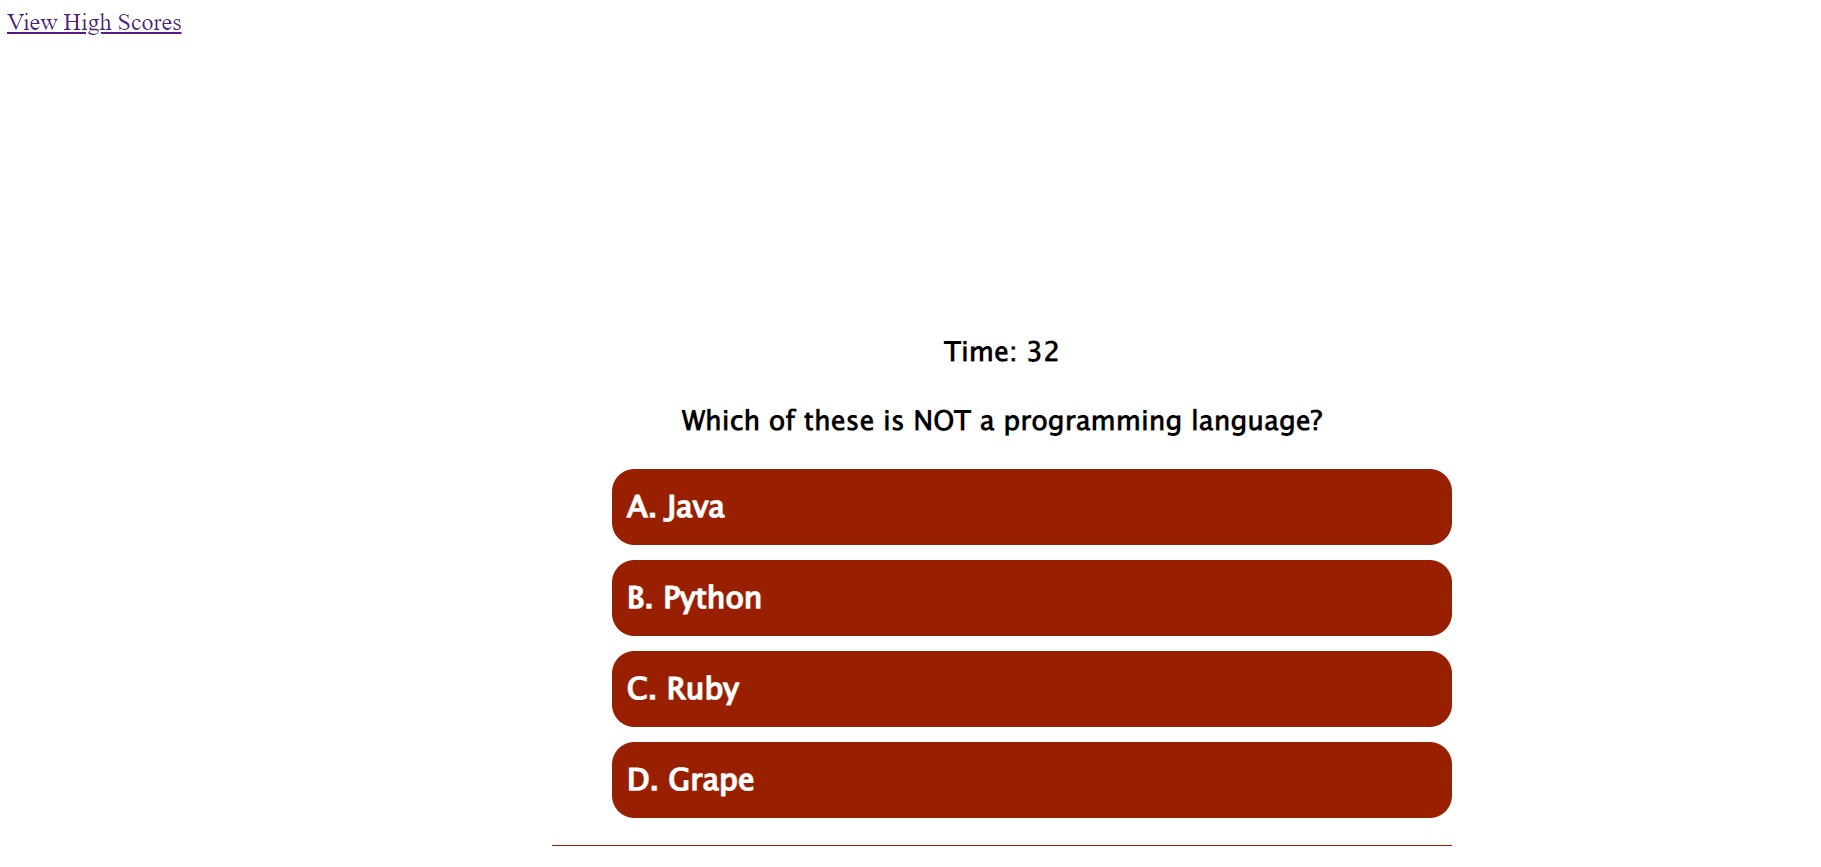 View High Scores
Time: 32
Which of these is NOT a programming language?
A. Java
B. Python
C. Ruby
D. Grape